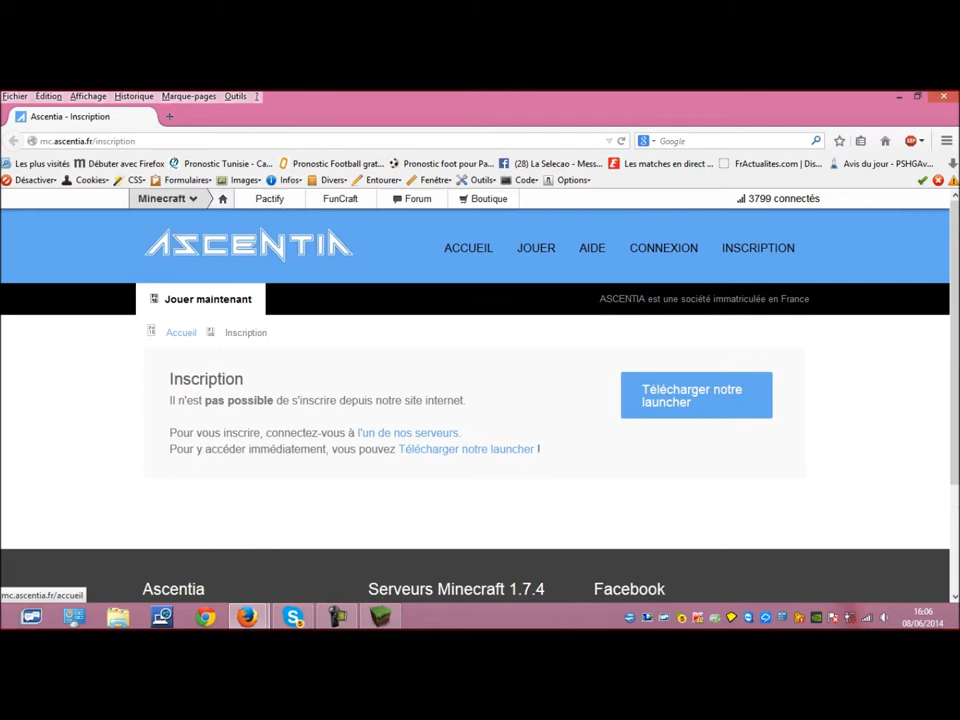 Fichier Édition Affichage Historique Marque-pages Outils ?
Ascentia - Inscription
mc.ascentia.fr/inscription
Google
Les plus visités Débuter avec Firefox Pronostic Tunisie - Ca... Pronostic Football grat... Pronostic foot pour Pa... (28) La Selecao - Mess... Les matches en direct ... FrActualites.com | Dis... Avis du jour - PSHGAv...
Désactiver Cookies CSS Formulaires Images Infos Divers Entourer Fenêtre Outils Code Options
Minecraft Pactify FunCraft Forum Boutique 3799 connectés
ASCENTIA ACCUEIL JOUER AIDE CONNEXION INSCRIPTION
Jouer maintenant ASCENTIA est une société immatriculée en France
Accueil Inscription
Inscription
Il n'est pas possible de s'inscrire depuis notre site internet.
Télécharger notre
launcher
Pour vous inscrire, connectez-vous à l'un de nos serveurs.
Pour y accéder immédiatement, vous pouvez Télécharger notre launcher !
Ascentia Serveurs Minecraft 1.7.4 Facebook
mc.ascentia.fr/accueil
16:06
08/06/2014